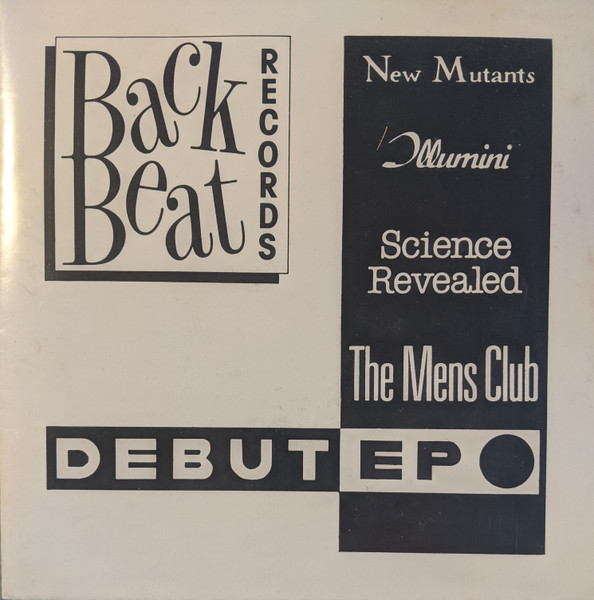 Back
Beat
RECORDS
New Mutants
Illumini
Science
Revealed
The Mens Club
DEBUT EP